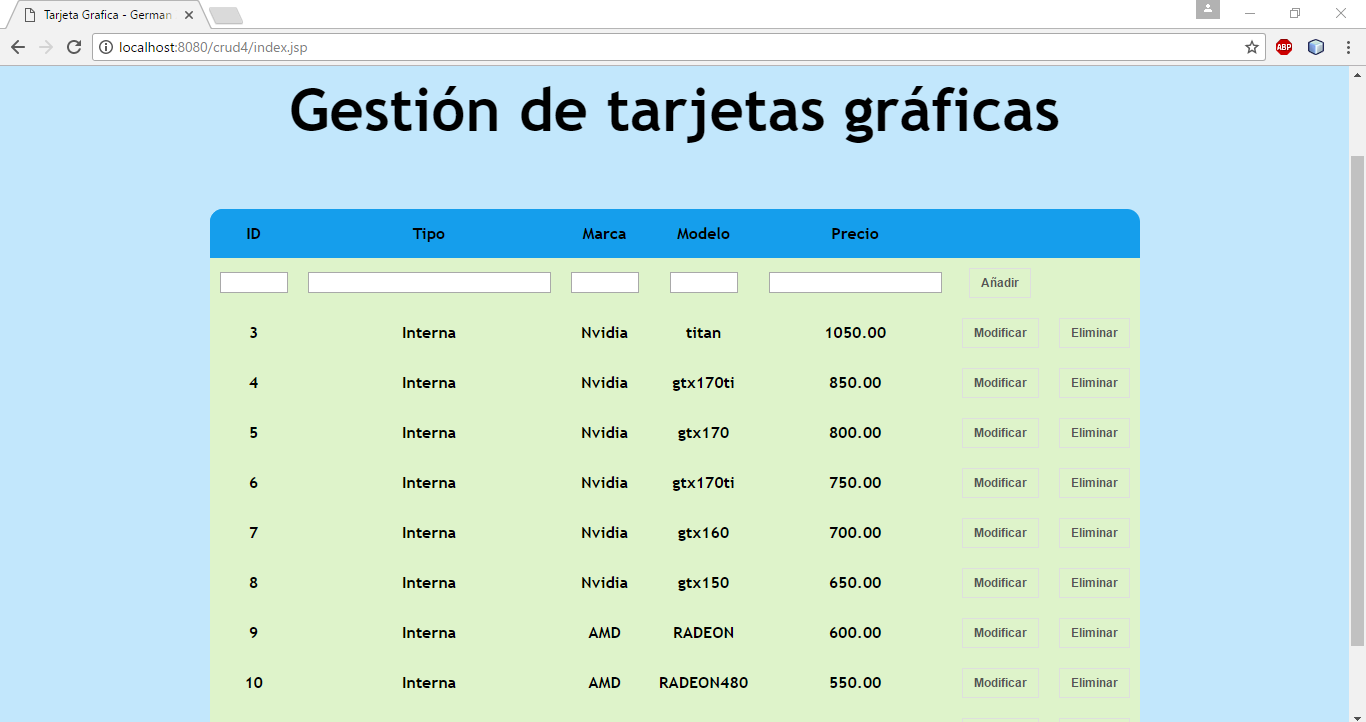 Tarjeta Grafica - German
localhost:8080/crud4/index.jsp
ABP
Gestión de tarjetas gráficas
ID Tipo Marca Modelo Precio
Añadir
3 Interna Nvidia titan 1050.00 Modificar Eliminar
4 Interna Nvidia gtx170ti 850.00 Modificar Eliminar
5 Interna Nvidia gtx170 800.00 Modificar Eliminar
6 Interna Nvidia gtx170ti 750.00 Modificar Eliminar
7 Interna Nvidia gtx160 700.00 Modificar Eliminar
8 Interna Nvidia gtx150 650.00 Modificar Eliminar
9 Interna AMD RADEON 600.00 Modificar Eliminar
10 Interna AMD RADEON480 550.00 Modificar Eliminar